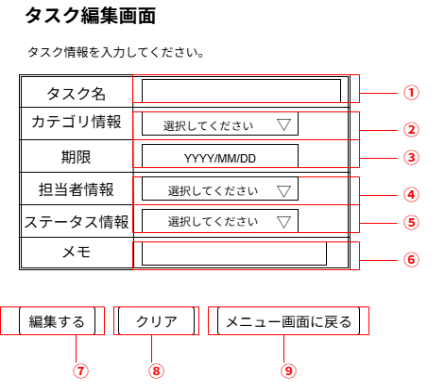 タスク編集画面
タスク情報を入力してください。
タスク名 ①
カテゴリ情報 選択してください ▽ ②
期限 YYYY/MM/DD ③
担当者情報 選択してください ▽ ④
ステータス情報 選択してください ▽ ⑤
メモ ⑥
編集する クリア メニュー画面に戻る
⑦ ⑧ ⑨